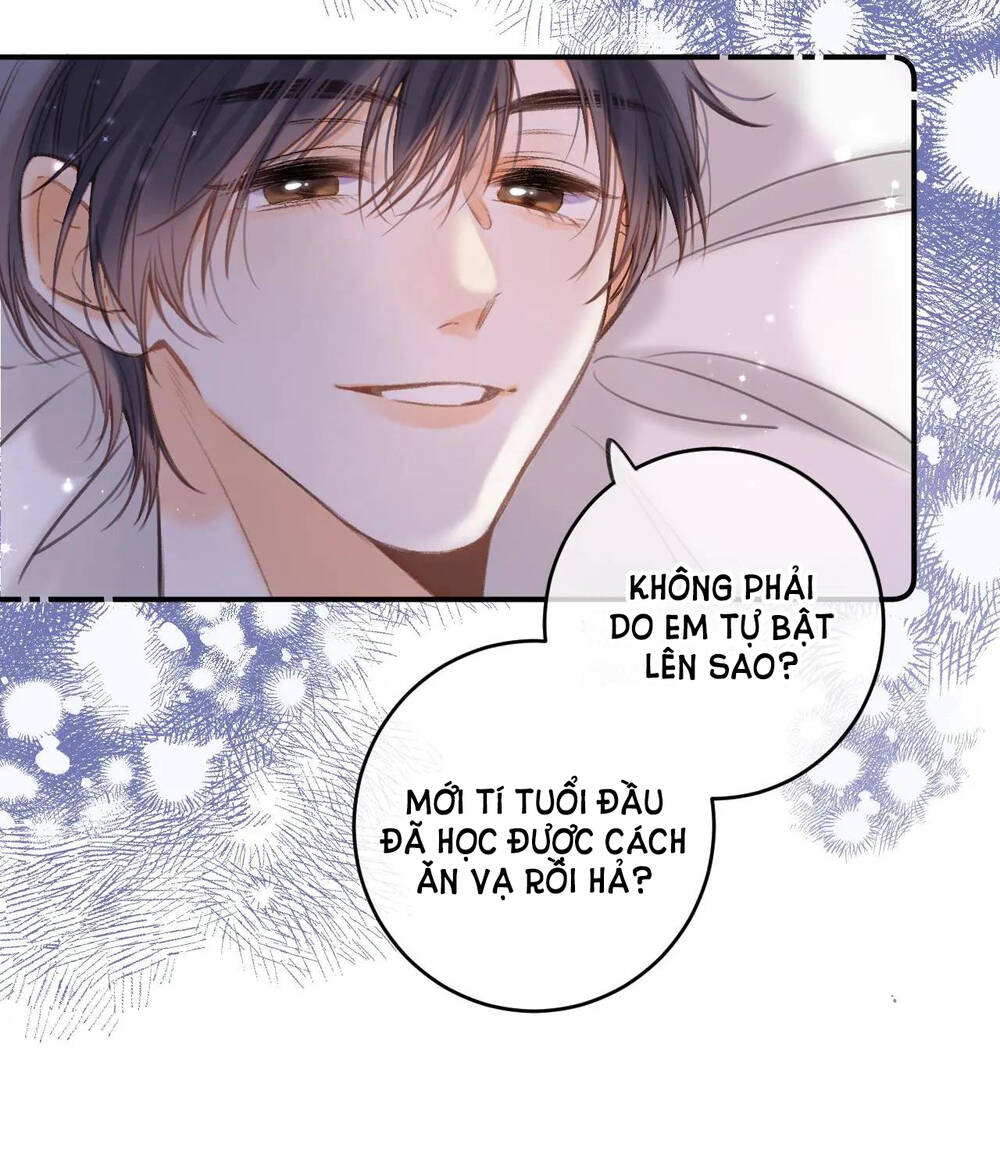 KHÔNG PHẢI
DO EM TỰ BẬT
LÊN SAO?
MỚI TÍ TUỔI ĐẦU
ĐÃ HỌC ĐƯỢC CÁCH
ĂN VẠ RỒI HẢ?